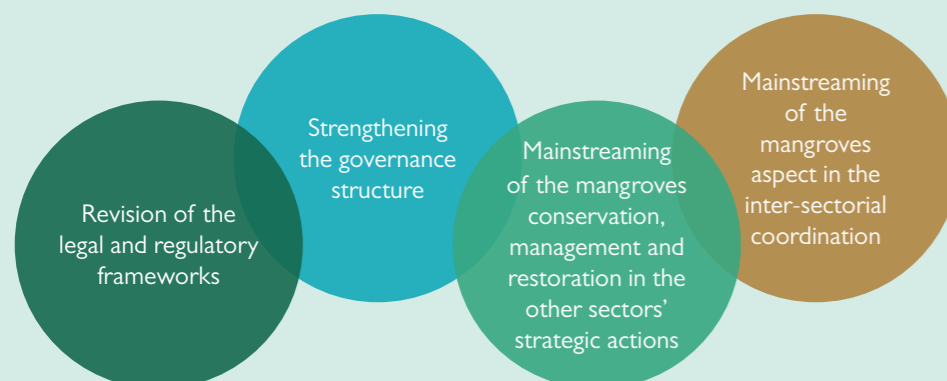 Revision of the
legal and regulatory
frameworks
Strengthening
the governance
structure
Mainstreaming
of the mangroves
conservation,
management and
restoration in the
other sectors’
strategic actions
Mainstreaming
of the
mangroves
aspect in the
inter-sectorial
coordination